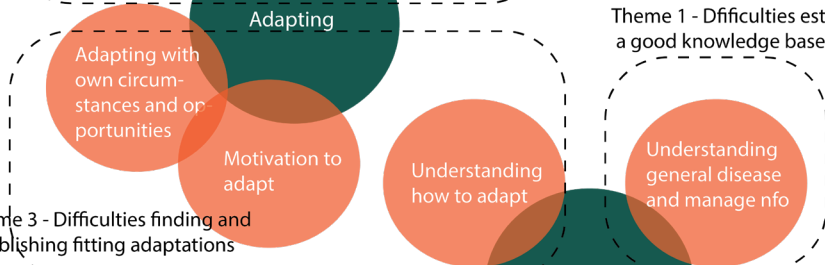 Adapting
Theme 1 - Difficulties est
a good knowledge base
Adapting with
own circum-
stances and op-
portunities
Motivation to
adapt
Understanding
how to adapt
Understanding
general disease
and manage nfo
me 3 - Difficulties finding and
blishing fitting adaptations